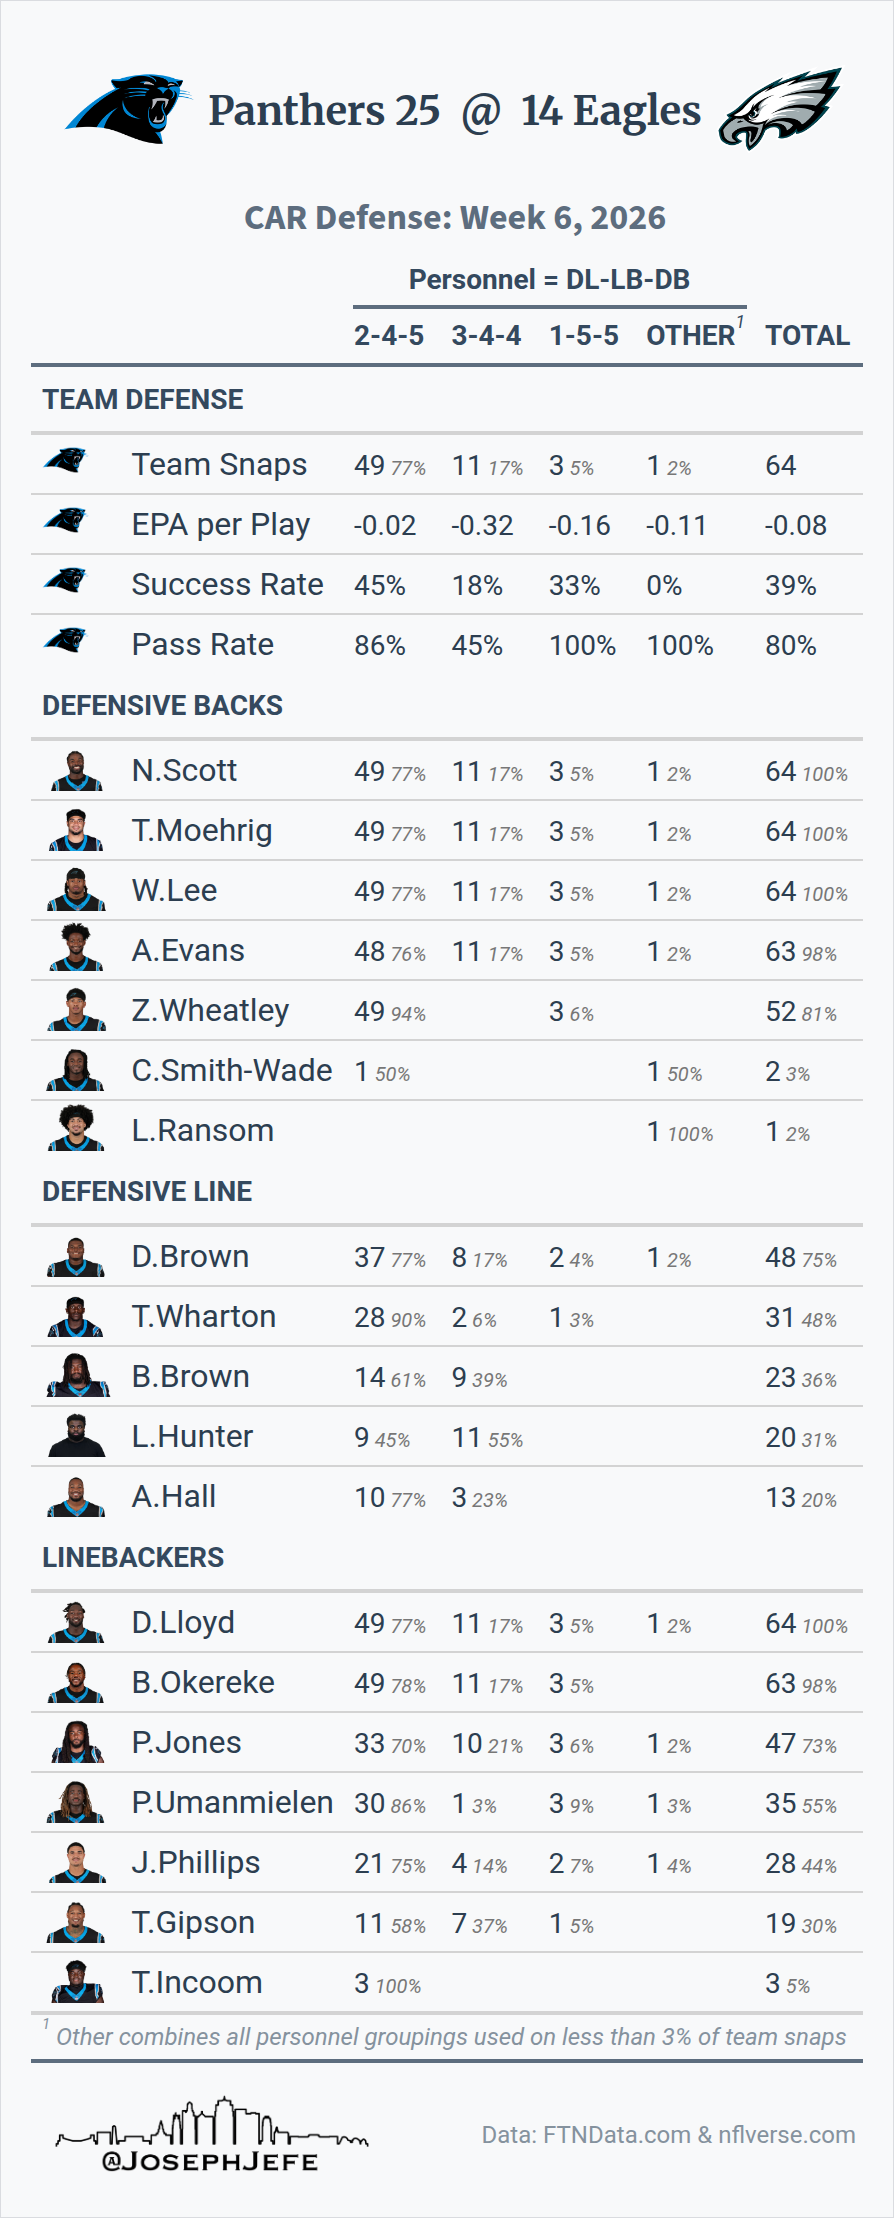 Panthers 25 @ 14 Eagles
CAR Defense: Week 6, 2026
Personnel = DL-LB-DB
2-4-5 3-4-4 1-5-5 OTHER1 TOTAL
TEAM DEFENSE
Team Snaps 49 77% 11 17% 3 5% 1 2% 64
EPA per Play -0.02 -0.32 -0.16 -0.11 -0.08
Success Rate 45% 18% 33% 0% 39%
Pass Rate 86% 45% 100% 100% 80%
DEFENSIVE BACKS
N.Scott 49 77% 11 17% 3 5% 1 2% 64 100%
T.Moehrig 49 77% 11 17% 3 5% 1 2% 64 100%
W.Lee 49 77% 11 17% 3 5% 1 2% 64 100%
A.Evans 48 76% 11 17% 3 5% 1 2% 63 98%
Z.Wheatley 49 94% 3 6% 52 81%
C.Smith-Wade 1 50% 1 50% 2 3%
L.Ransom 1 100% 1 2%
DEFENSIVE LINE
D.Brown 37 77% 8 17% 2 4% 1 2% 48 75%
T.Wharton 28 90% 2 6% 1 3% 31 48%
B.Brown 14 61% 9 39% 23 36%
L.Hunter 9 45% 11 55% 20 31%
A.Hall 10 77% 3 23% 13 20%
LINEBACKERS
D.Lloyd 49 77% 11 17% 3 5% 1 2% 64 100%
B.Okereke 49 78% 11 17% 3 5% 63 98%
P.Jones 33 70% 10 21% 3 6% 1 2% 47 73%
P.Umanmielen 30 86% 1 3% 3 9% 1 3% 35 55%
J.Phillips 21 75% 4 14% 2 7% 1 4% 28 44%
T.Gipson 11 58% 7 37% 1 5% 19 30%
T.Incoom 3 100% 3 5%
1 Other combines all personnel groupings used on less than 3% of team snaps
@JOSEPHJEFE
Data: FTNData.com & nflverse.com